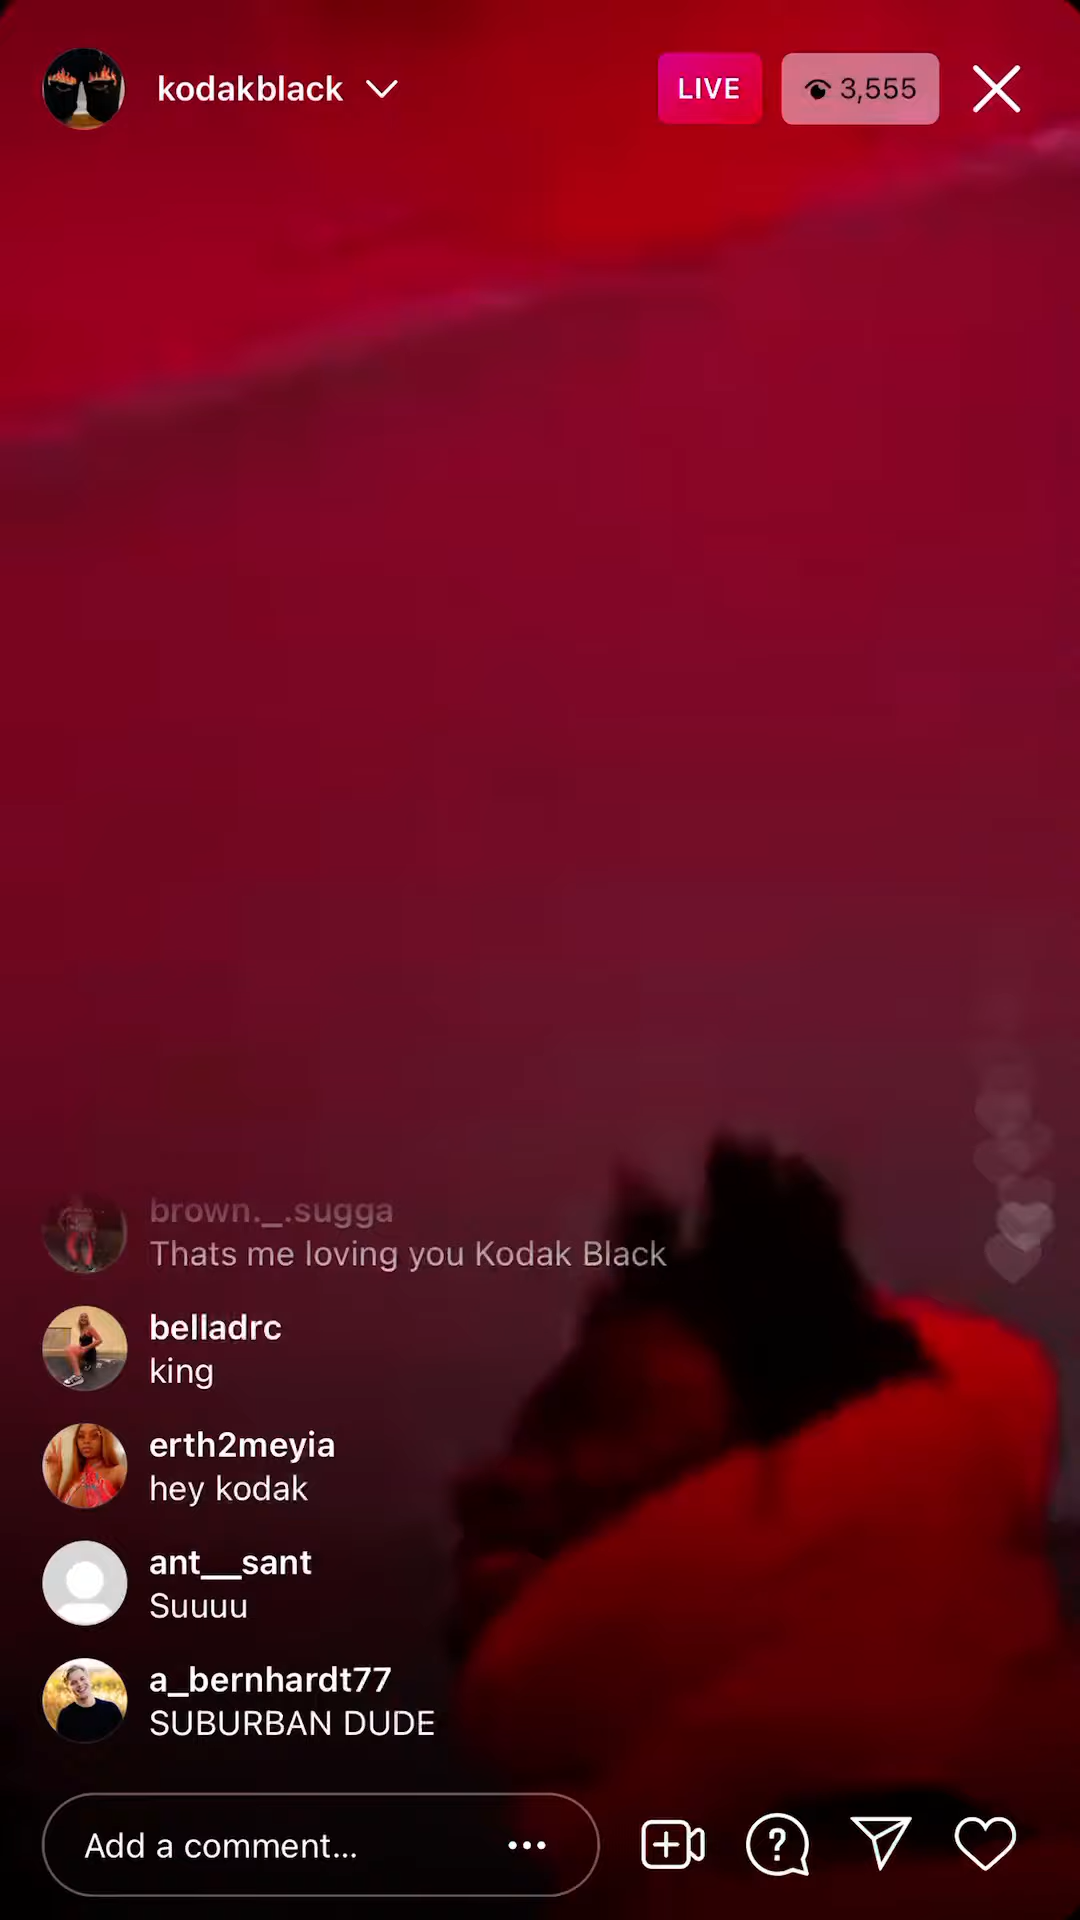 kodakblack
LIVE
3,555
brown._.sugga
Thats me loving you Kodak Black
belladrc
king
erth2meyia
hey kodak
ant__sant
Suuuu
a_bernhardt77
SUBURBAN DUDE
Add a comment...